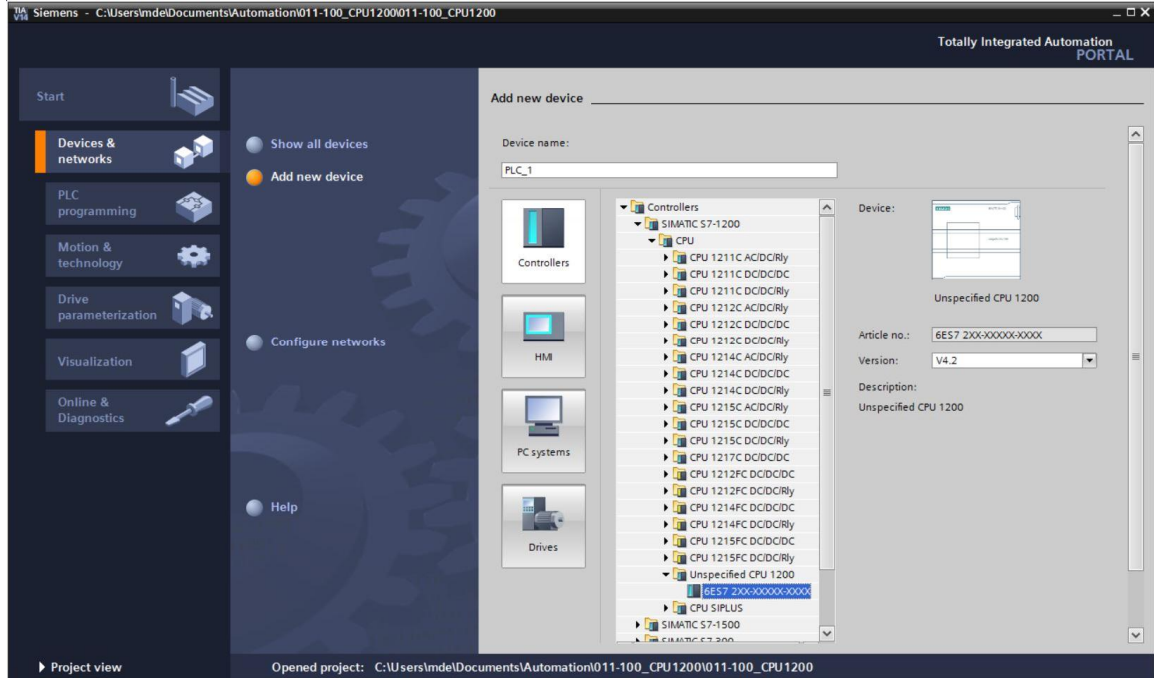 TIA V14 Siemens - C:\Users\mde\Documents\Automation\011-100_CPU1200\011-100_CPU1200
Totally Integrated Automation
PORTAL
Start
Devices &
networks
PLC
programming
Motion &
technology
Drive
parameterization
Visualization
Online &
Diagnostics
Show all devices
Add new device
Configure networks
Help
Add new device
Device name:
PLC_1
Controllers
HMI
PC systems
Drives
Controllers
SIMATIC S7-1200
CPU
CPU 1211C AC/DC/Rly
CPU 1211C DC/DC/DC
CPU 1211C DC/DC/Rly
CPU 1212C AC/DC/Rly
CPU 1212C DC/DC/DC
CPU 1212C DC/DC/Rly
CPU 1214C AC/DC/Rly
CPU 1214C DC/DC/DC
CPU 1214C DC/DC/Rly
CPU 1215C AC/DC/Rly
CPU 1215C DC/DC/DC
CPU 1215C DC/DC/Rly
CPU 1217C DC/DC/DC
CPU 1212FC DC/DC/DC
CPU 1212FC DC/DC/Rly
CPU 1214FC DC/DC/DC
CPU 1214FC DC/DC/Rly
CPU 1215FC DC/DC/DC
CPU 1215FC DC/DC/Rly
Unspecified CPU 1200
6ES7 2XX-XXXXX-XXXX
CPU SIPLUS
SIMATIC S7-1500
SIMATIC S7-300
Device:
Unspecified CPU 1200
Article no.: 6ES7 2XX-XXXXX-XXXX
Version: V4.2
Description:
Unspecified CPU 1200
Project view
Opened project: C:\Users\mde\Documents\Automation\011-100_CPU1200\011-100_CPU1200